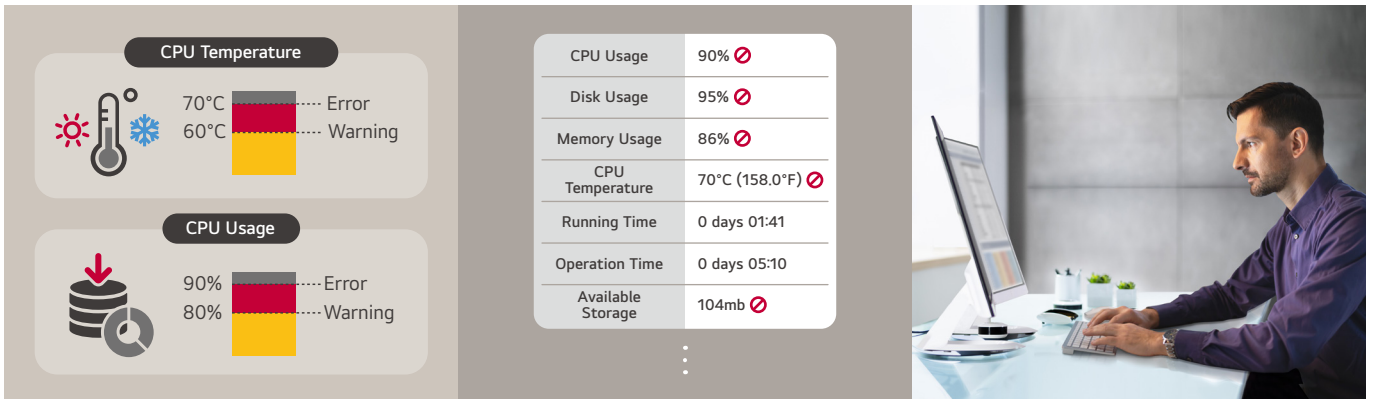 CPU Temperature
70°C
Error
60°C
Warning
CPU Usage
90%
Error
80%
Warning
CPU Usage 90%
Disk Usage 95%
Memory Usage 86%
CPU
Temperature 70°C (158.0°F)
Running Time 0 days 01:41
Operation Time 0 days 05:10
Available
Storage 104mb